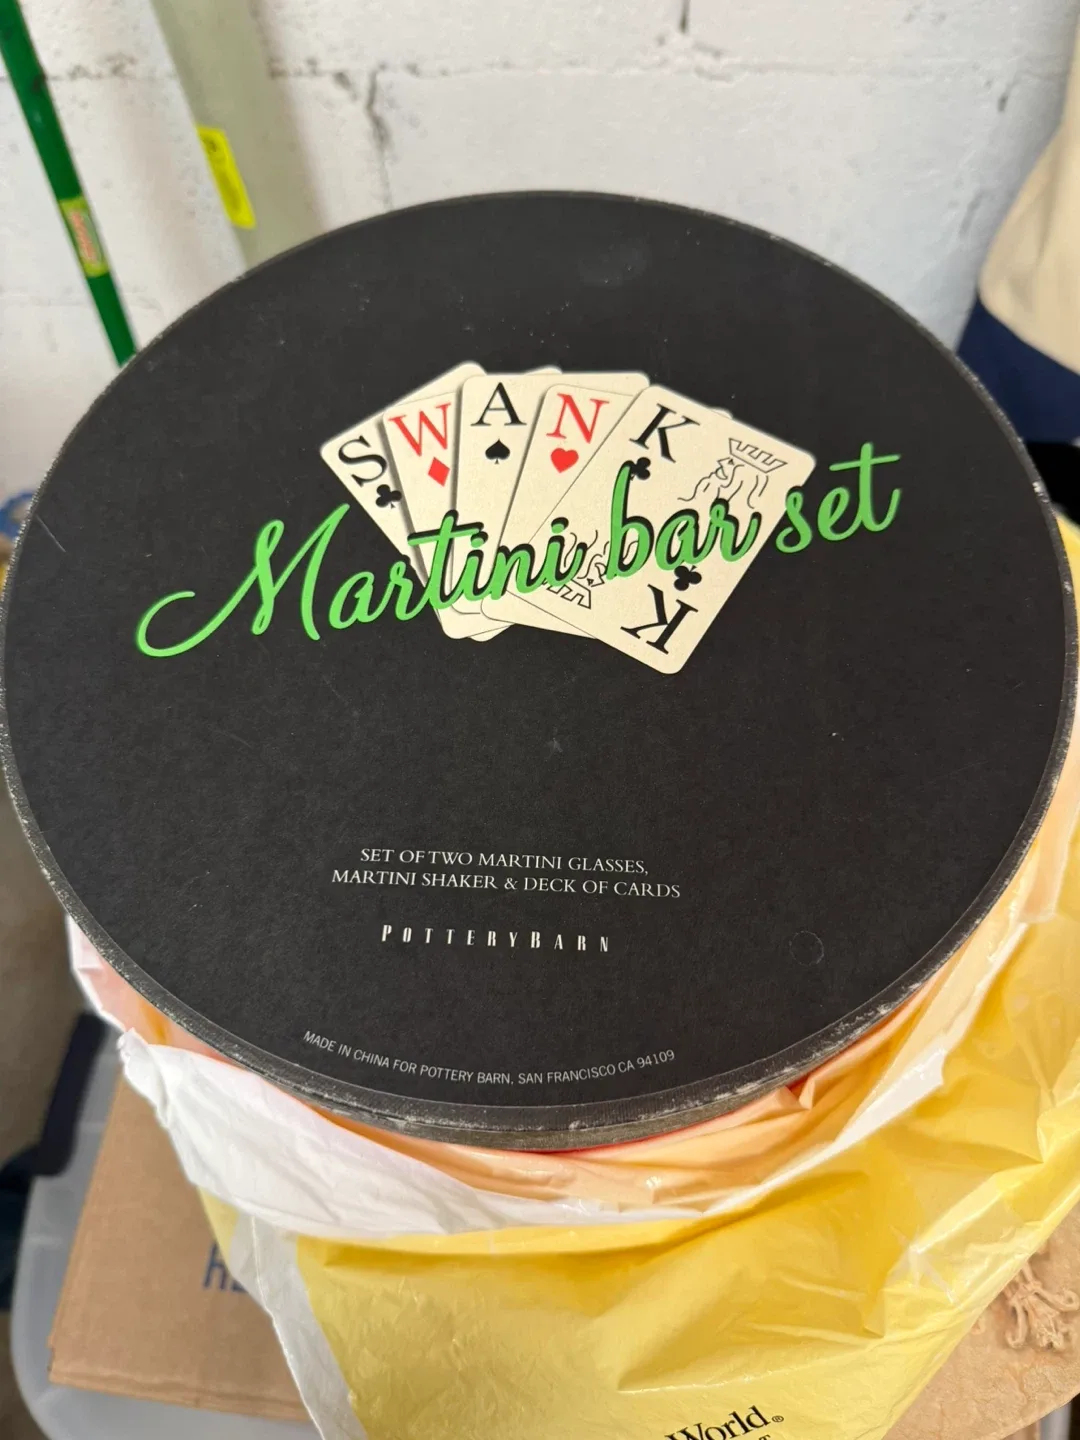 S W A N K
Martini bar set
K
SET OF TWO MARTINI GLASSES,
MARTINI SHAKER & DECK OF CARDS
POTTERYBARN
MADE IN CHINA FOR POTTERY BARN, SAN FRANCISCO CA 94109
World®